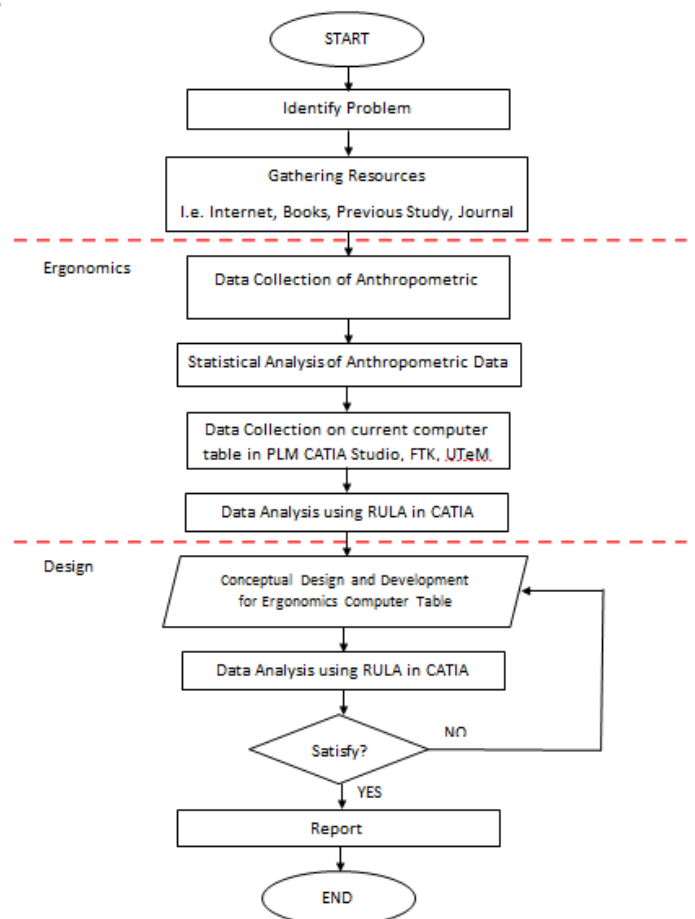 START
Identify Problem
Gathering Resources
I.e. Internet, Books, Previous Study, Journal
Ergonomics
Data Collection of Anthropometric
Statistical Analysis of Anthropometric Data
Data Collection on current computer
table in PLM CATIA Studio, FTK, UTeM
Data Analysis using RULA in CATIA
Design
Conceptual Design and Development
for Ergonomics Computer Table
Data Analysis using RULA in CATIA
NO
Satisfy?
YES
Report
END